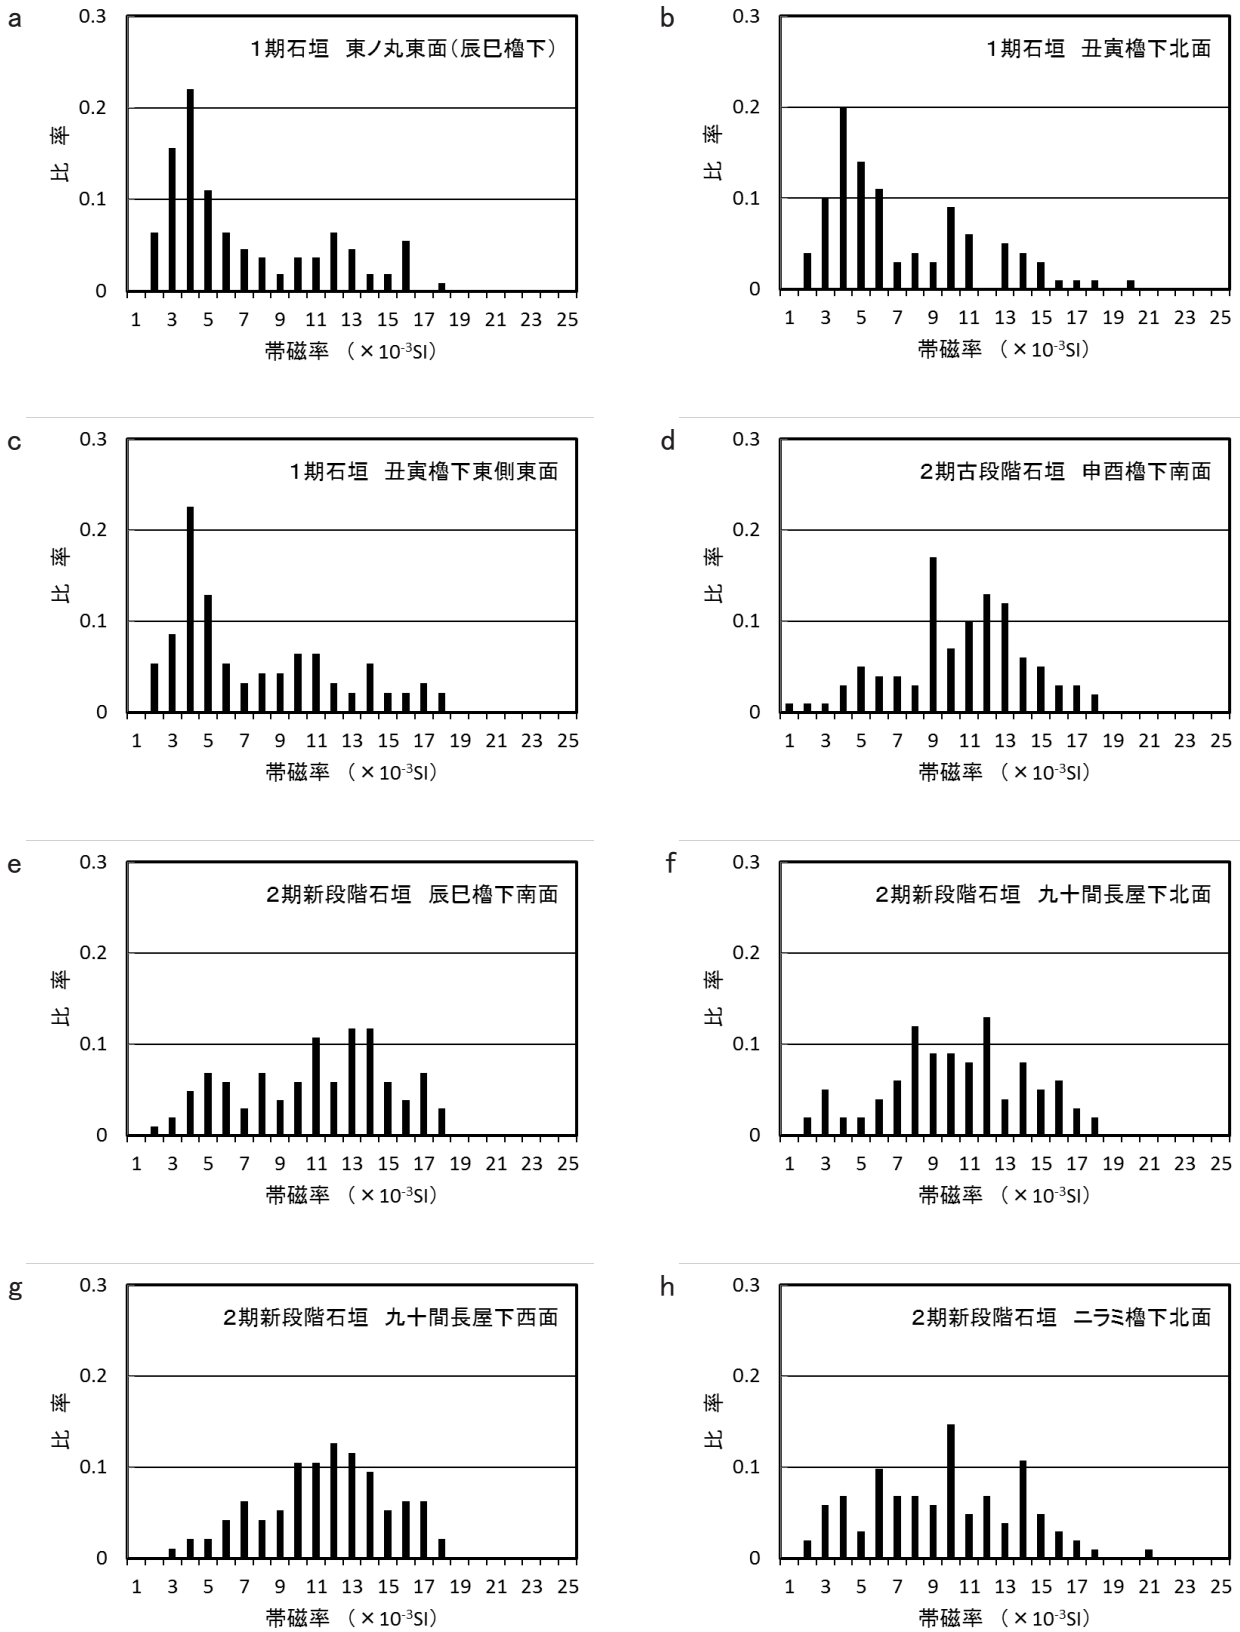 a
1期石垣　東ノ丸東面（辰巳櫓下）
0.3
0.2
0.1
0
比 率
1 3 5 7 9 11 13 15 17 19 21 23 25
帯磁率 （×10⁻³SI）
b
1期石垣　丑寅櫓下北面
0.3
0.2
0.1
0
比 率
1 3 5 7 9 11 13 15 17 19 21 23 25
帯磁率 （×10⁻³SI）
c
1期石垣　丑寅櫓下東側東面
0.3
0.2
0.1
0
比 率
1 3 5 7 9 11 13 15 17 19 21 23 25
帯磁率 （×10⁻³SI）
d
2期古段階石垣　申酉櫓下南面
0.3
0.2
0.1
0
比 率
1 3 5 7 9 11 13 15 17 19 21 23 25
帯磁率 （×10⁻³SI）
e
2期新段階石垣　辰巳櫓下南面
0.3
0.2
0.1
0
比 率
1 3 5 7 9 11 13 15 17 19 21 23 25
帯磁率 （×10⁻³SI）
f
2期新段階石垣　九十間長屋下北面
0.3
0.2
0.1
0
比 率
1 3 5 7 9 11 13 15 17 19 21 23 25
帯磁率 （×10⁻³SI）
g
2期新段階石垣　九十間長屋下西面
0.3
0.2
0.1
0
比 率
1 3 5 7 9 11 13 15 17 19 21 23 25
帯磁率 （×10⁻³SI）
h
2期新段階石垣　ニラミ櫓下北面
0.3
0.2
0.1
0
比 率
1 3 5 7 9 11 13 15 17 19 21 23 25
帯磁率 （×10⁻³SI）